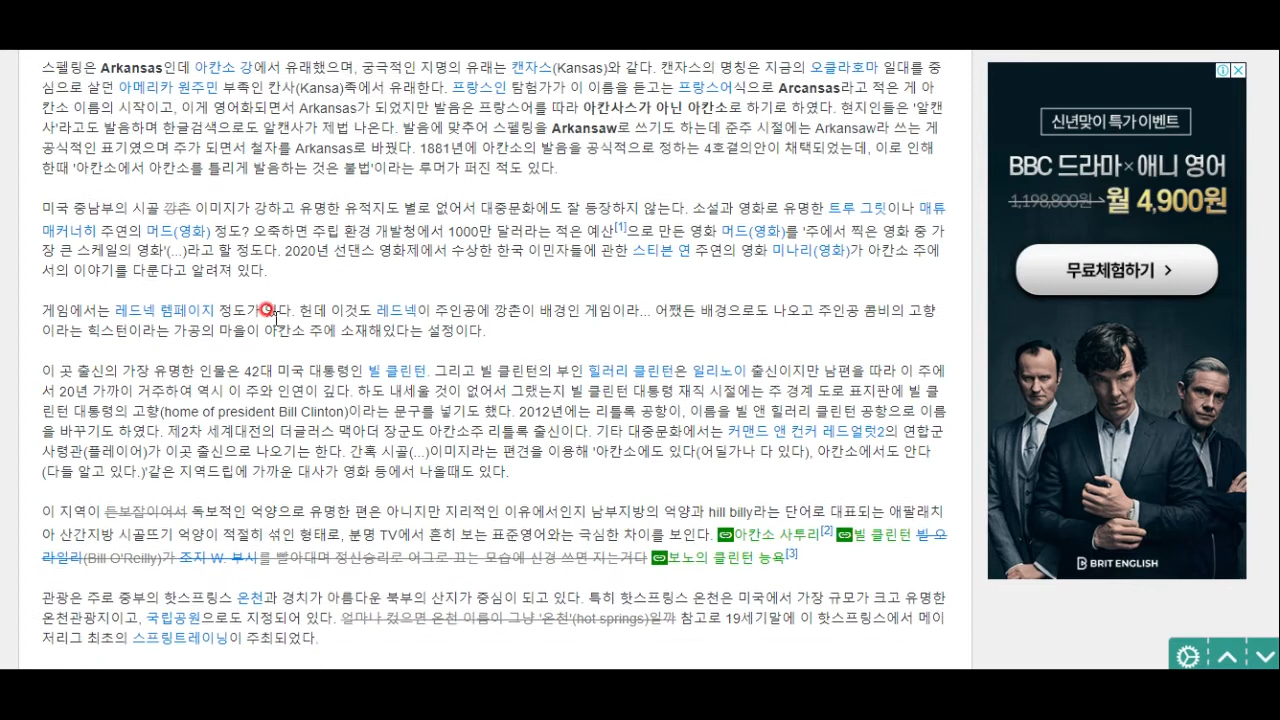 스펠링은 Arkansas인데 아칸소 강에서 유래했으며, 궁극적인 지명의 유래는 캔자스(Kansas)와 같다. 캔자스의 명칭은 지금의 오클라호마 일대를 중
심으로 살던 아메리카 원주민 부족인 칸사(Kansa)족에서 유래한다. 프랑스인 탐험가가 이 이름을 듣고는 프랑스어식으로 Arcansas라고 적은 게 아
칸소 이름의 시작이고, 이게 영어화되면서 Arkansas가 되었지만 발음은 프랑스어를 따라 아칸사스가 아닌 아칸소로 하기로 하였다. 현지인들은 '알캔
사'라고도 발음하며 한글검색으로도 알캔사가 제법 나온다. 발음에 맞추어 스펠링을 Arkansaw로 쓰기도 하는데 준주 시절에는 Arkansaw라 쓰는 게
공식적인 표기였으며 주가 되면서 철자를 Arkansas로 바꿨다. 1881년에 아칸소의 발음을 공식적으로 정하는 4호결의안이 채택되었는데, 이로 인해
한때 '아칸소에서 아칸소를 틀리게 발음하는 것은 불법'이라는 루머가 퍼진 적도 있다.
미국 중남부의 시골 깡촌 이미지가 강하고 유명한 대도시도 별로 없어서 대중문화에도 잘 등장하지 않는다. 소설과 영화로 유명한 트루 그릿이나 매튜
매커너히 주연의 머드(영화) 정도? 오죽하면 주립 환경 개발청에서 1000만 달러라는 적은 예산[1]으로 만든 영화 머드(영화)를 '주에서 찍은 영화 중 가
장 큰 스케일의 영화'(...)라고 할 정도다. 2020년 선댄스 영화제에서 수상한 한국 이민자들에 관한 스티븐 연 주연의 영화 미나리(영화)가 아칸소 주에
서의 이야기를 다룬다고 알려져 있다.
게임에서는 레드넥 램페이지 정도가 다. 헌데 이것도 레드넥이 주인공에 깡촌이 배경인 게임이라... 어쨌든 배경으로도 나오고 주인공 콤비의 고향
이라는 힉스턴이라는 가공의 마을이 아칸소 주에 소재해있다는 설정이다.
이 곳 출신의 가장 유명한 인물은 42대 미국 대통령인 빌 클린턴. 그리고 빌 클린턴의 부인 힐러리 클린턴은 일리노이 출신이지만 남편을 따라 이 주에
서 20년 가까이 거주하여 역시 이 주와 인연이 깊다. 하도 내세울 것이 없어서 그랬는지 빌 클린턴 대통령 재직 시절에는 주 경계 도로 표지판에 빌 클
린턴 대통령의 고향(home of president Bill Clinton)이라는 문구를 넣기도 했다. 2012년에는 리틀록 공항이, 이름을 빌 앤 힐러리 클린턴 공항으로 이름
을 바꾸기도 하였다. 제2차 세계대전의 더글러스 맥아더 장군도 아칸소주 리틀록 출신이다. 기타 대중문화에서는 커맨드 앤 컨커 레드얼럿2의 연합군
사령관(플레이어)가 이곳 출신으로 나오기는 한다. 간혹 시골(...)이미지라는 편견을 이용해 '아칸소에도 있다(어딜가나 다 있다), 아칸소에서도 안다
(다들 알고 있다.)'같은 지역드립에 가까운 대사가 영화 등에서 나올때도 있다.
이 지역이 듣보잡이어서 독보적인 억양으로 유명한 편은 아니지만 지리적인 이유에서인지 남부지방의 억양과 hill billy라는 단어로 대표되는 애팔래치
아 산간지방 시골뜨기 억양이 적절히 섞인 형태로, 분명 TV에서 흔히 보는 표준영어와는 극심한 차이를 보인다. 아칸소 사투리[2] 빌 클린턴 빌 오
라일리(Bill O'Reilly)가 조지 W. 부시를 빨아대며 정신승리로 어그로 끄는 모습에 신경 쓰면 지는거다 보노의 클린턴 능욕[3]
관광은 주로 중부의 핫스프링스 온천과 경치가 아름다운 북부의 산지가 중심이 되고 있다. 특히 핫스프링스 온천은 미국에서 가장 규모가 크고 유명한
온천관광지이고, 국립공원으로도 지정되어 있다. 얼마나 컸으면 온천 이름이 그냥 '온천'(hot springs)일까 참고로 19세기말에 이 핫스프링스에서 메이
저리그 최초의 스프링트레이닝이 주최되었다.
신년맞이 특가 이벤트
BBC 드라마×애니 영어
1,198,800원 월 4,900원
무료체험하기 >
BRIT ENGLISH